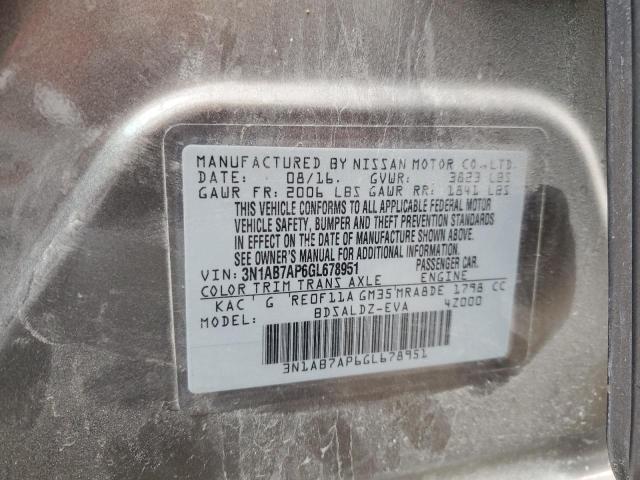 MANUFACTURED BY NISSAN MOTOR CO.,LTD.
DATE: 08/16. GVWR: 3823 LBS
GAWR FR: 2006 LBS GAWR RR: 1841 LBS
THIS VEHICLE CONFORMS TO ALL APPLICABLE FEDERAL MOTOR
VEHICLE SAFETY, BUMPER AND THEFT PREVENTION STANDARDS
IN EFFECT ON THE DATE OF MANUFACTURE SHOWN ABOVE.
SEE OWNER'S MANUAL FOR ADDITIONAL INFORMATION.
VIN: 3N1AB7AP6GL678951 PASSENGER CAR.
COLOR TRIM TRANS AXLE ENGINE
KAC G RE0F11A GM35 MRA8DE 1798 CC
MODEL: BDSALDZ-EVA 42000
3N1AB7AP6GL678951